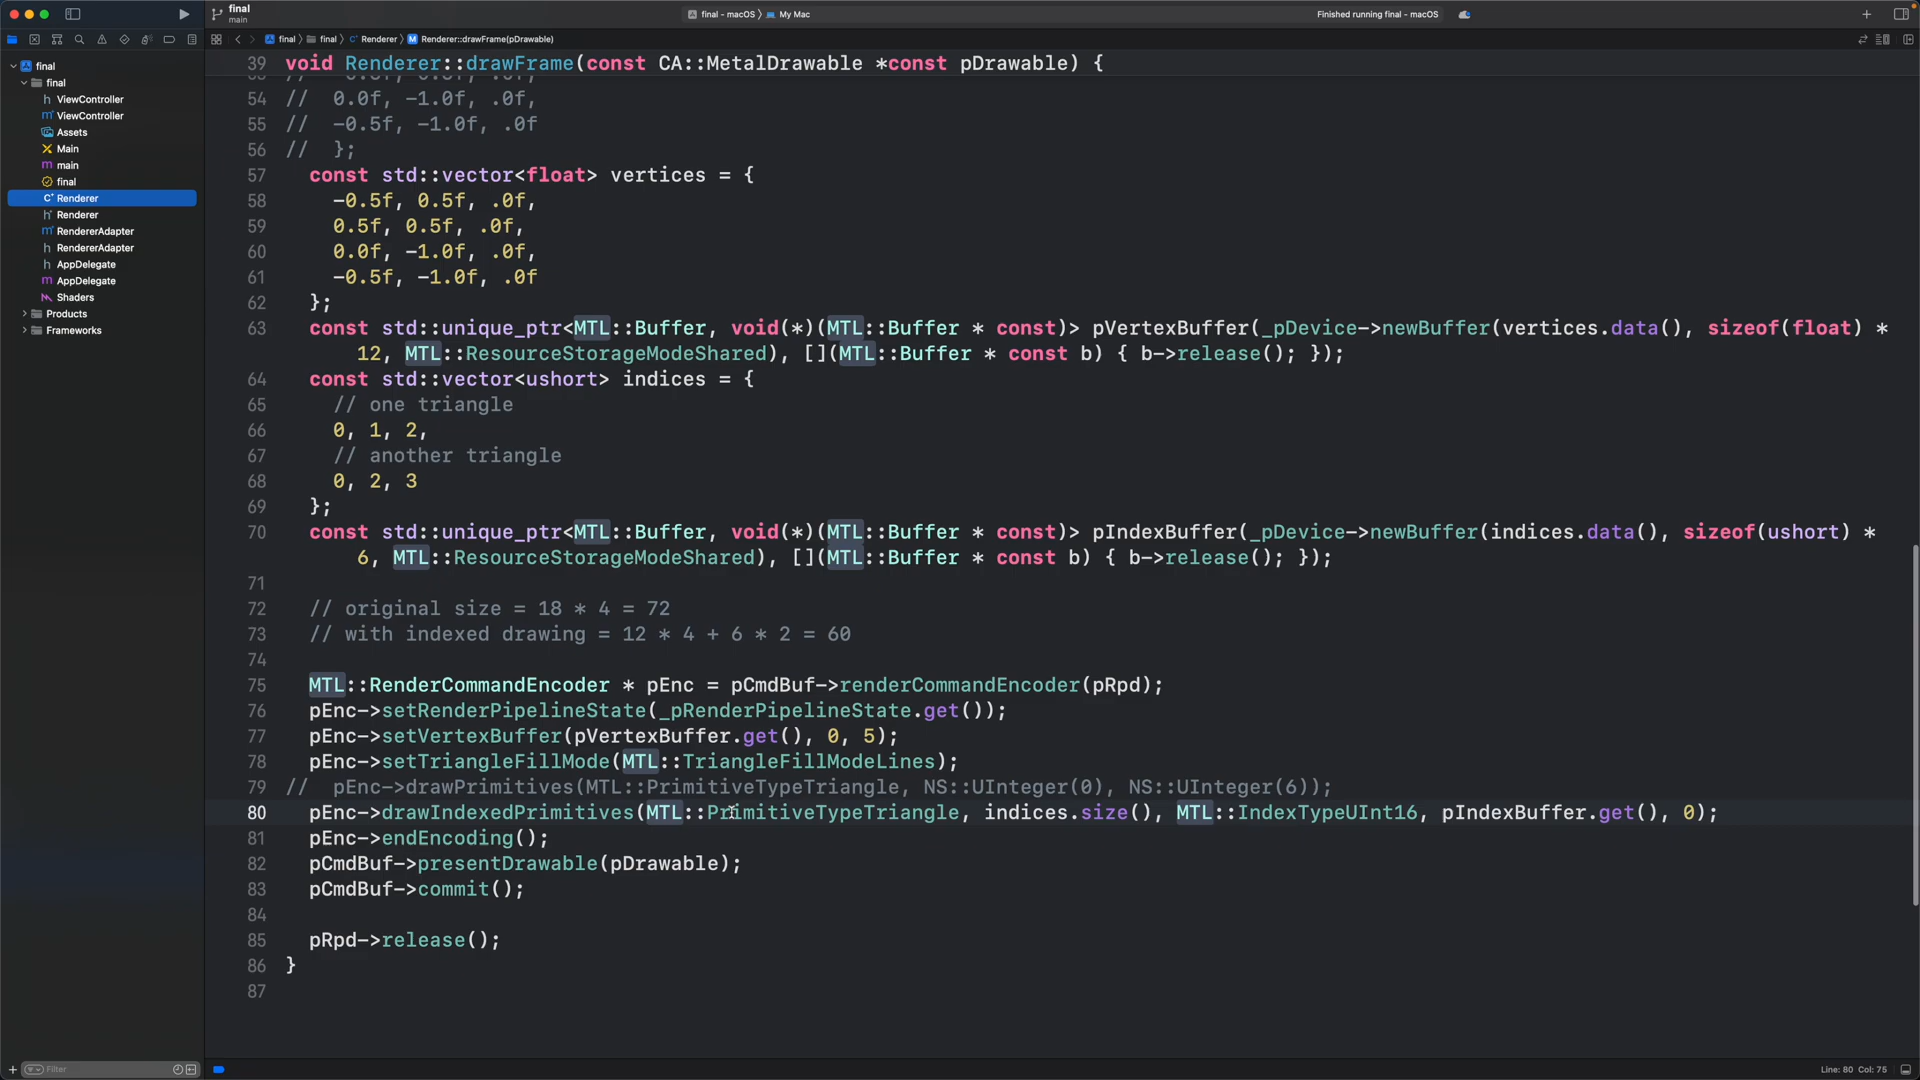 final
main
final – macOS 〉 My Mac
Finished running final – macOS
final 〉 final 〉 Renderer 〉 Renderer::drawFrame(pDrawable)
final
final
ViewController
ViewController
Assets
Main
main
final
Renderer
Renderer
RendererAdapter
RendererAdapter
AppDelegate
AppDelegate
Shaders
Products
Frameworks
Filter
39 void Renderer::drawFrame(const CA::MetalDrawable *const pDrawable) {
54 //  0.0f, -1.0f, .0f,
55 //  -0.5f, -1.0f, .0f
56 //  };
57   const std::vector<float> vertices = {
58     -0.5f, 0.5f, .0f,
59     0.5f, 0.5f, .0f,
60     0.0f, -1.0f, .0f,
61     -0.5f, -1.0f, .0f
62   };
63   const std::unique_ptr<MTL::Buffer, void(*)(MTL::Buffer * const)> pVertexBuffer(_pDevice->newBuffer(vertices.data(), sizeof(float) *
12, MTL::ResourceStorageModeShared), [](MTL::Buffer * const b) { b->release(); });
64   const std::vector<ushort> indices = {
65     // one triangle
66     0, 1, 2,
67     // another triangle
68     0, 2, 3
69   };
70   const std::unique_ptr<MTL::Buffer, void(*)(MTL::Buffer * const)> pIndexBuffer(_pDevice->newBuffer(indices.data(), sizeof(ushort) *
6, MTL::ResourceStorageModeShared), [](MTL::Buffer * const b) { b->release(); });
71
72   // original size = 18 * 4 = 72
73   // with indexed drawing = 12 * 4 + 6 * 2 = 60
74
75   MTL::RenderCommandEncoder * pEnc = pCmdBuf->renderCommandEncoder(pRpd);
76   pEnc->setRenderPipelineState(_pRenderPipelineState.get());
77   pEnc->setVertexBuffer(pVertexBuffer.get(), 0, 5);
78   pEnc->setTriangleFillMode(MTL::TriangleFillModeLines);
79 //  pEnc->drawPrimitives(MTL::PrimitiveTypeTriangle, NS::UInteger(0), NS::UInteger(6));
80   pEnc->drawIndexedPrimitives(MTL::PrimitiveTypeTriangle, indices.size(), MTL::IndexTypeUInt16, pIndexBuffer.get(), 0);
81   pEnc->endEncoding();
82   pCmdBuf->presentDrawable(pDrawable);
83   pCmdBuf->commit();
84
85   pRpd->release();
86 }
87
Line: 80 Col: 75